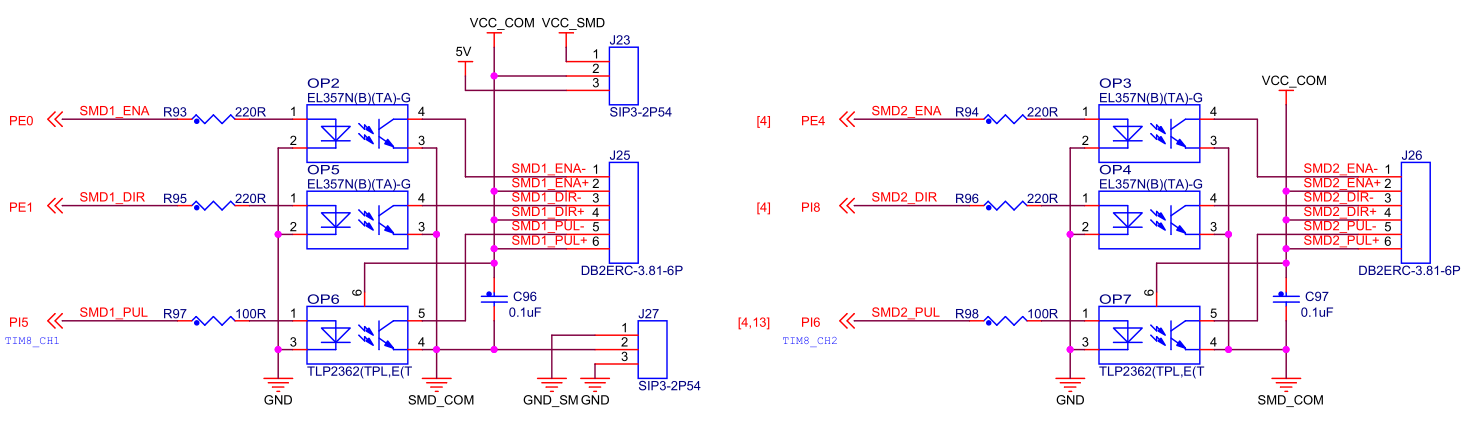 VCC_COM VCC_SMD
J23
5V
1
2
3
SIP3-2P54
OP2
EL357N(B)(TA)-G
PE0 SMD1_ENA R93 220R 1 4
2 3
J25
SMD1_ENA- 1
SMD1_ENA+ 2
SMD1_DIR- 3
SMD1_DIR+ 4
SMD1_PUL- 5
SMD1_PUL+ 6
DB2ERC-3.81-6P
OP5
EL357N(B)(TA)-G
PE1 SMD1_DIR R95 220R 1 4
2 3
6
C96
0.1uF
OP6
PI5 SMD1_PUL R97 100R 1 5
TIM8_CH1
3 4
TLP2362(TPL,E(T
J27
1
2
3
SIP3-2P54
GND SMD_COM GND_SM GND
VCC_COM
OP3
EL357N(B)(TA)-G
[4] PE4 SMD2_ENA R94 220R 1 4
2 3
J26
SMD2_ENA- 1
SMD2_ENA+ 2
SMD2_DIR- 3
SMD2_DIR+ 4
SMD2_PUL- 5
SMD2_PUL+ 6
DB2ERC-3.81-6P
OP4
EL357N(B)(TA)-G
[4] PI8 SMD2_DIR R96 220R 1 4
2 3
6
C97
0.1uF
OP7
[4,13] PI6 SMD2_PUL R98 100R 1 5
TIM8_CH2
3 4
TLP2362(TPL,E(T
GND SMD_COM